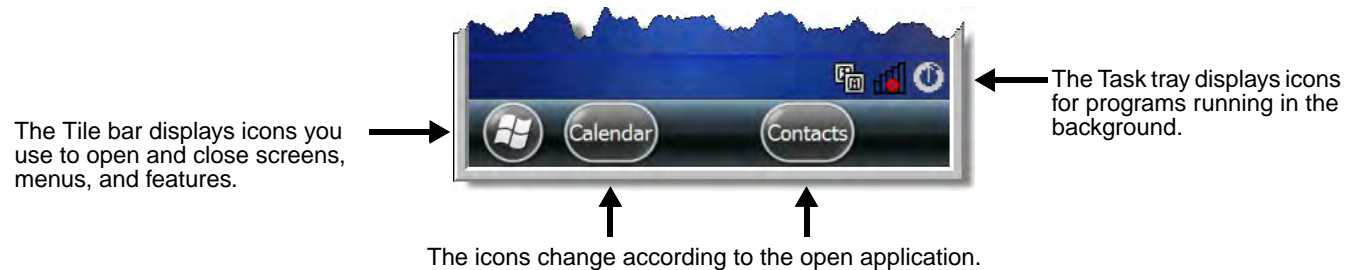 The Task tray displays icons
for programs running in the
background.
The Tile bar displays icons you
use to open and close screens,
menus, and features.
Calendar
Contacts
The icons change according to the open application.